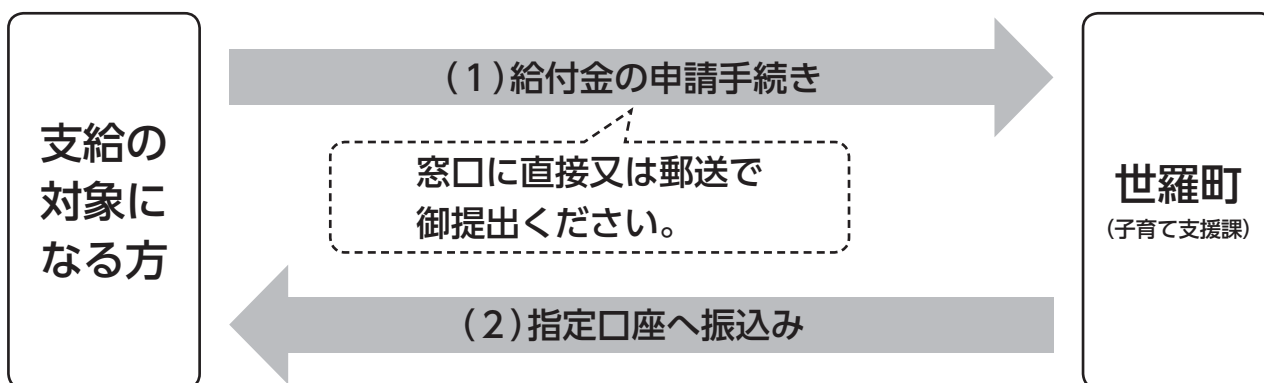 支給の
対象に
なる方
(1)給付金の申請手続き
窓口に直接又は郵送で
御提出ください。
(2)指定口座へ振込み
世羅町
(子育て支援課)